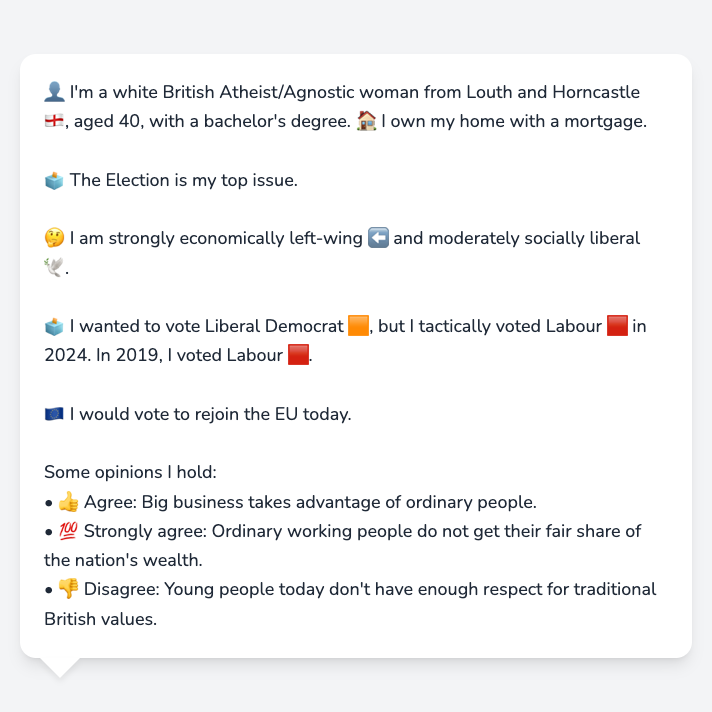 👤 I'm a white British Atheist/Agnostic woman from Louth and Horncastle
🏴󠁧󠁢󠁥󠁮󠁧󠁿, aged 40, with a bachelor's degree. 🏠 I own my home with a mortgage.
🗳️ The Election is my top issue.
🤔 I am strongly economically left-wing ⬅️ and moderately socially liberal
🕊️.
🗳️ I wanted to vote Liberal Democrat 🟧, but I tactically voted Labour 🟥 in
2024. In 2019, I voted Labour 🟥.
🇪🇺 I would vote to rejoin the EU today.
Some opinions I hold:
• 👍 Agree: Big business takes advantage of ordinary people.
• 💯 Strongly agree: Ordinary working people do not get their fair share of
the nation's wealth.
• 👎 Disagree: Young people today don't have enough respect for traditional
British values.